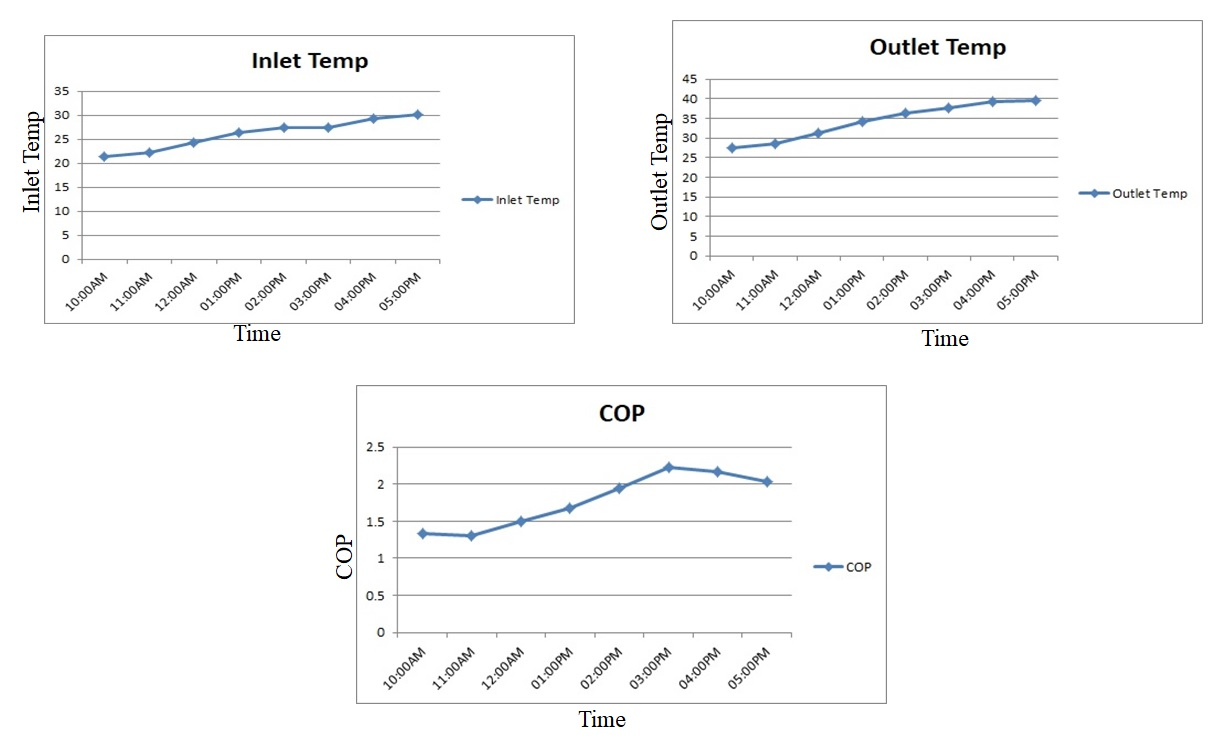 Inlet Temp
35
30
25
20
15
10
5
0
Inlet Temp
Inlet Temp
10:00AM
11:00AM
12:00AM
01:00PM
02:00PM
03:00PM
04:00PM
05:00PM
Time
Outlet Temp
45
40
35
30
25
20
15
10
5
0
Outlet Temp
Outlet Temp
10:00AM
11:00AM
12:00AM
01:00PM
02:00PM
03:00PM
04:00PM
05:00PM
Time
COP
2.5
2
1.5
1
0.5
0
COP
COP
10:00AM
11:00AM
12:00AM
01:00PM
02:00PM
03:00PM
04:00PM
05:00PM
Time